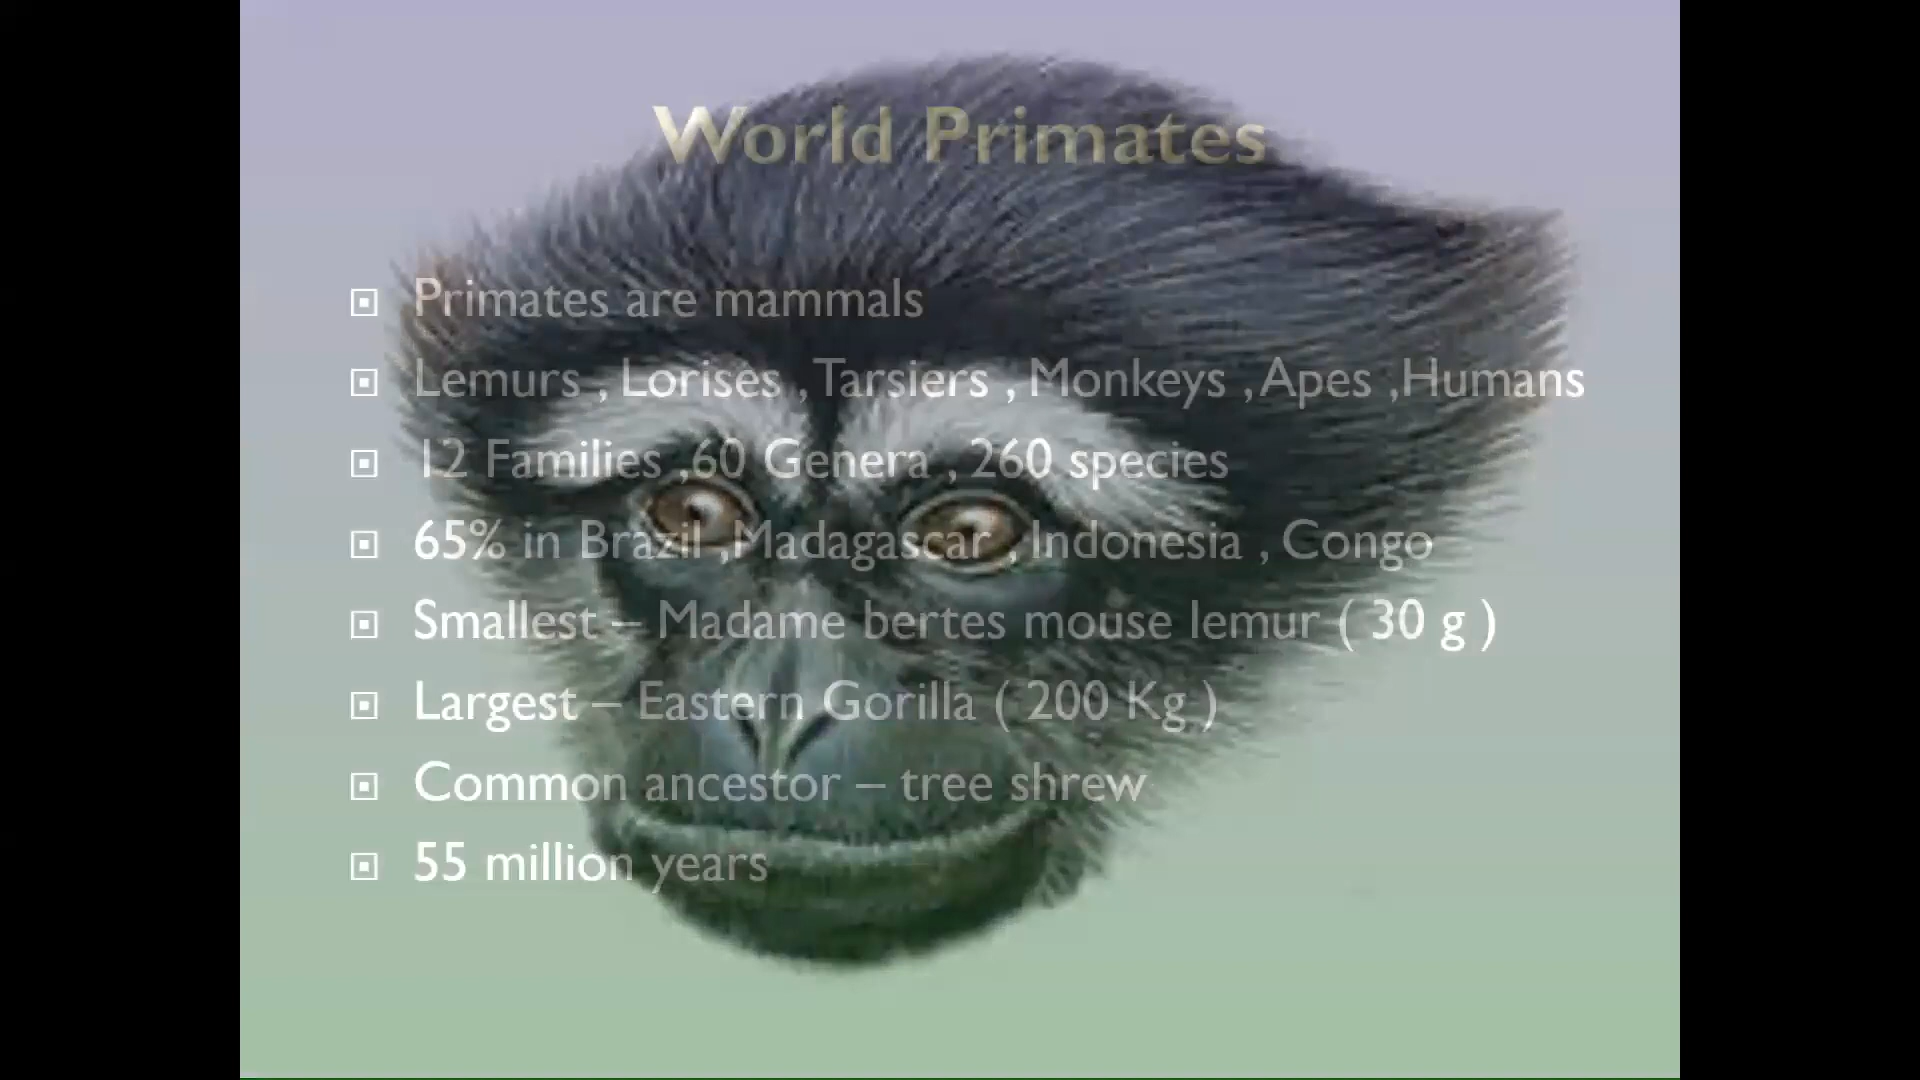 World Primates
Primates are mammals
Lemurs , Lorises , Tarsiers , Monkeys , Apes ,Humans
12 Families ,60 Genera , 260 species
65% in Brazil ,Madagascar , Indonesia , Congo
Smallest – Madame bertes mouse lemur ( 30 g )
Largest – Eastern Gorilla ( 200 Kg )
Common ancestor – tree shrew
55 million years